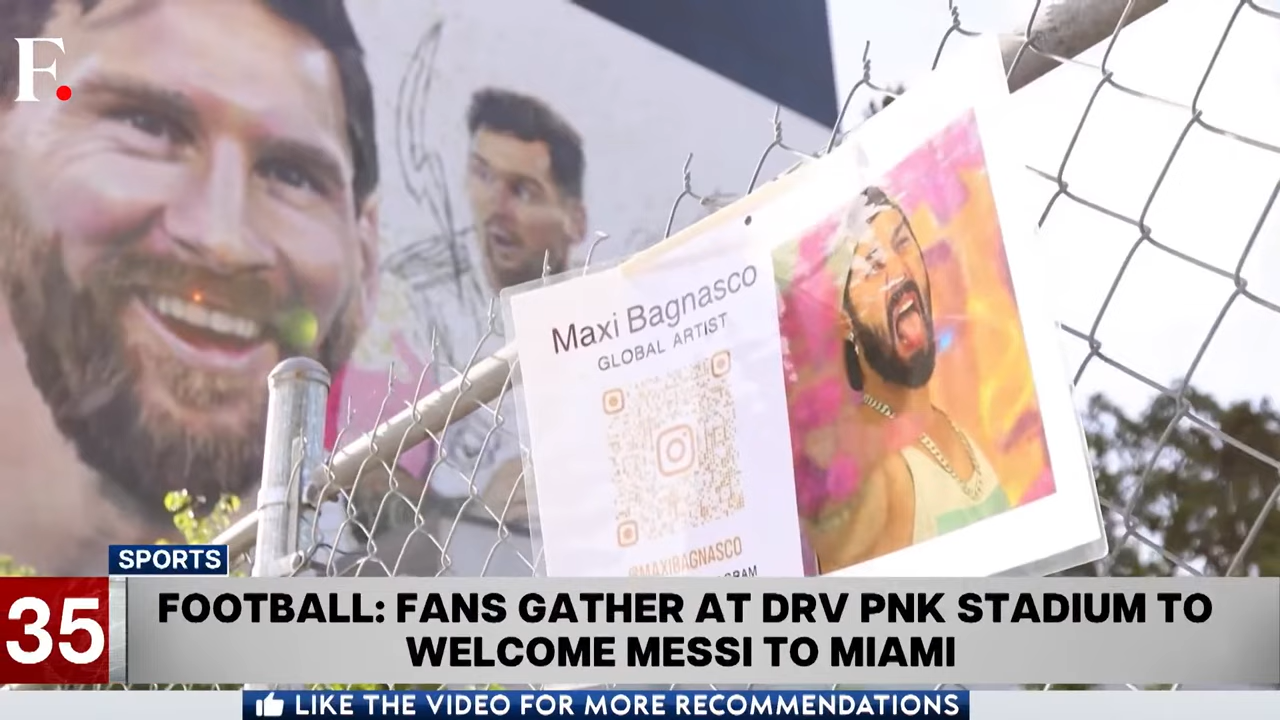 F.
Maxi Bagnasco
GLOBAL ARTIST
@MAXIBAGNASCO
SPORTS
35
FOOTBALL: FANS GATHER AT DRV PNK STADIUM TO
WELCOME MESSI TO MIAMI
LIKE THE VIDEO FOR MORE RECOMMENDATIONS